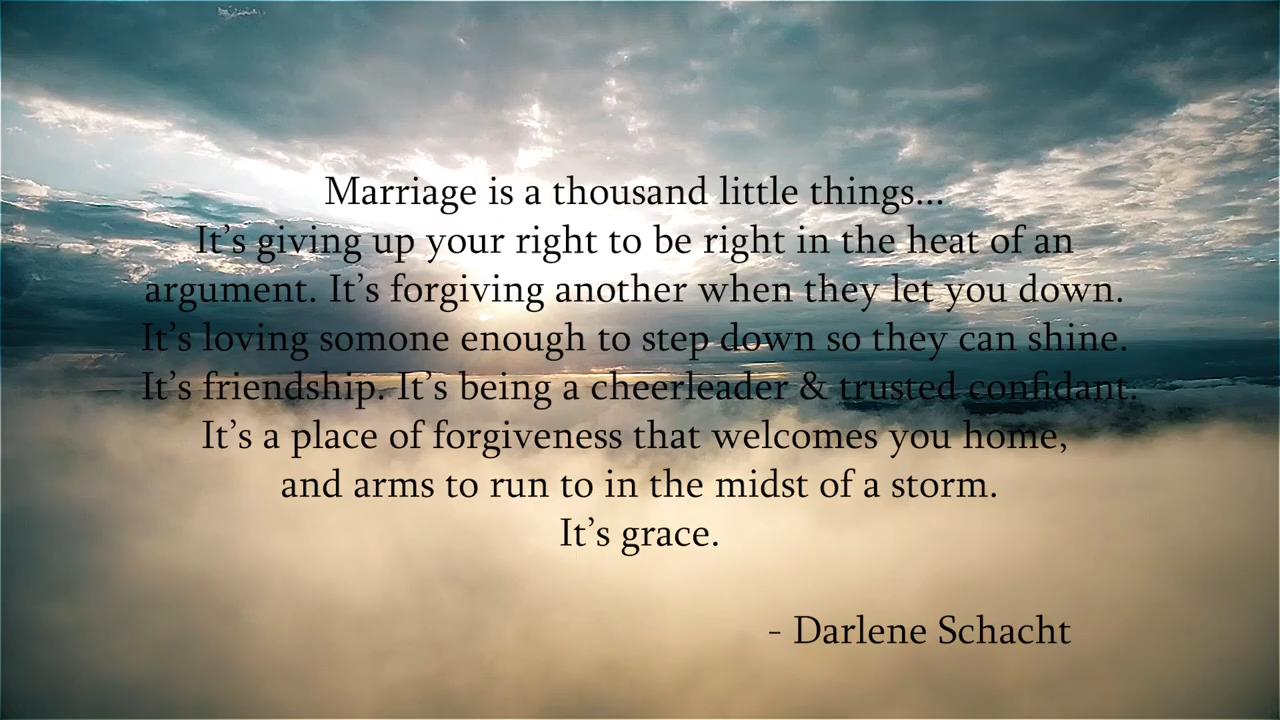 Marriage is a thousand little things...
It's giving up your right to be right in the heat of an
argument. It's forgiving another when they let you down.
It's loving somone enough to step down so they can shine.
It's friendship. It's being a cheerleader & trusted confidant.
It's a place of forgiveness that welcomes you home,
and arms to run to in the midst of a storm.
It's grace.
- Darlene Schacht